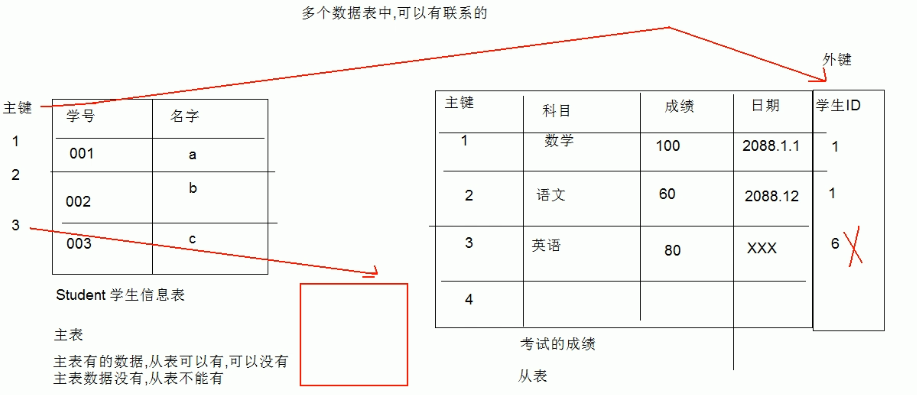 多个数据表中,可以有联系的
外键
主键
学号 名字
1 001 a
2 002 b
3 003 c
Student 学生信息表
主表
主表有的数据,从表可以有,可以没有
主表数据没有,从表不能有
主键 科目 成绩 日期 学生ID
1 数学 100 2088.1.1 1
2 语文 60 2088.12 1
3 英语 80 XXX 6
4
考试的成绩
从表